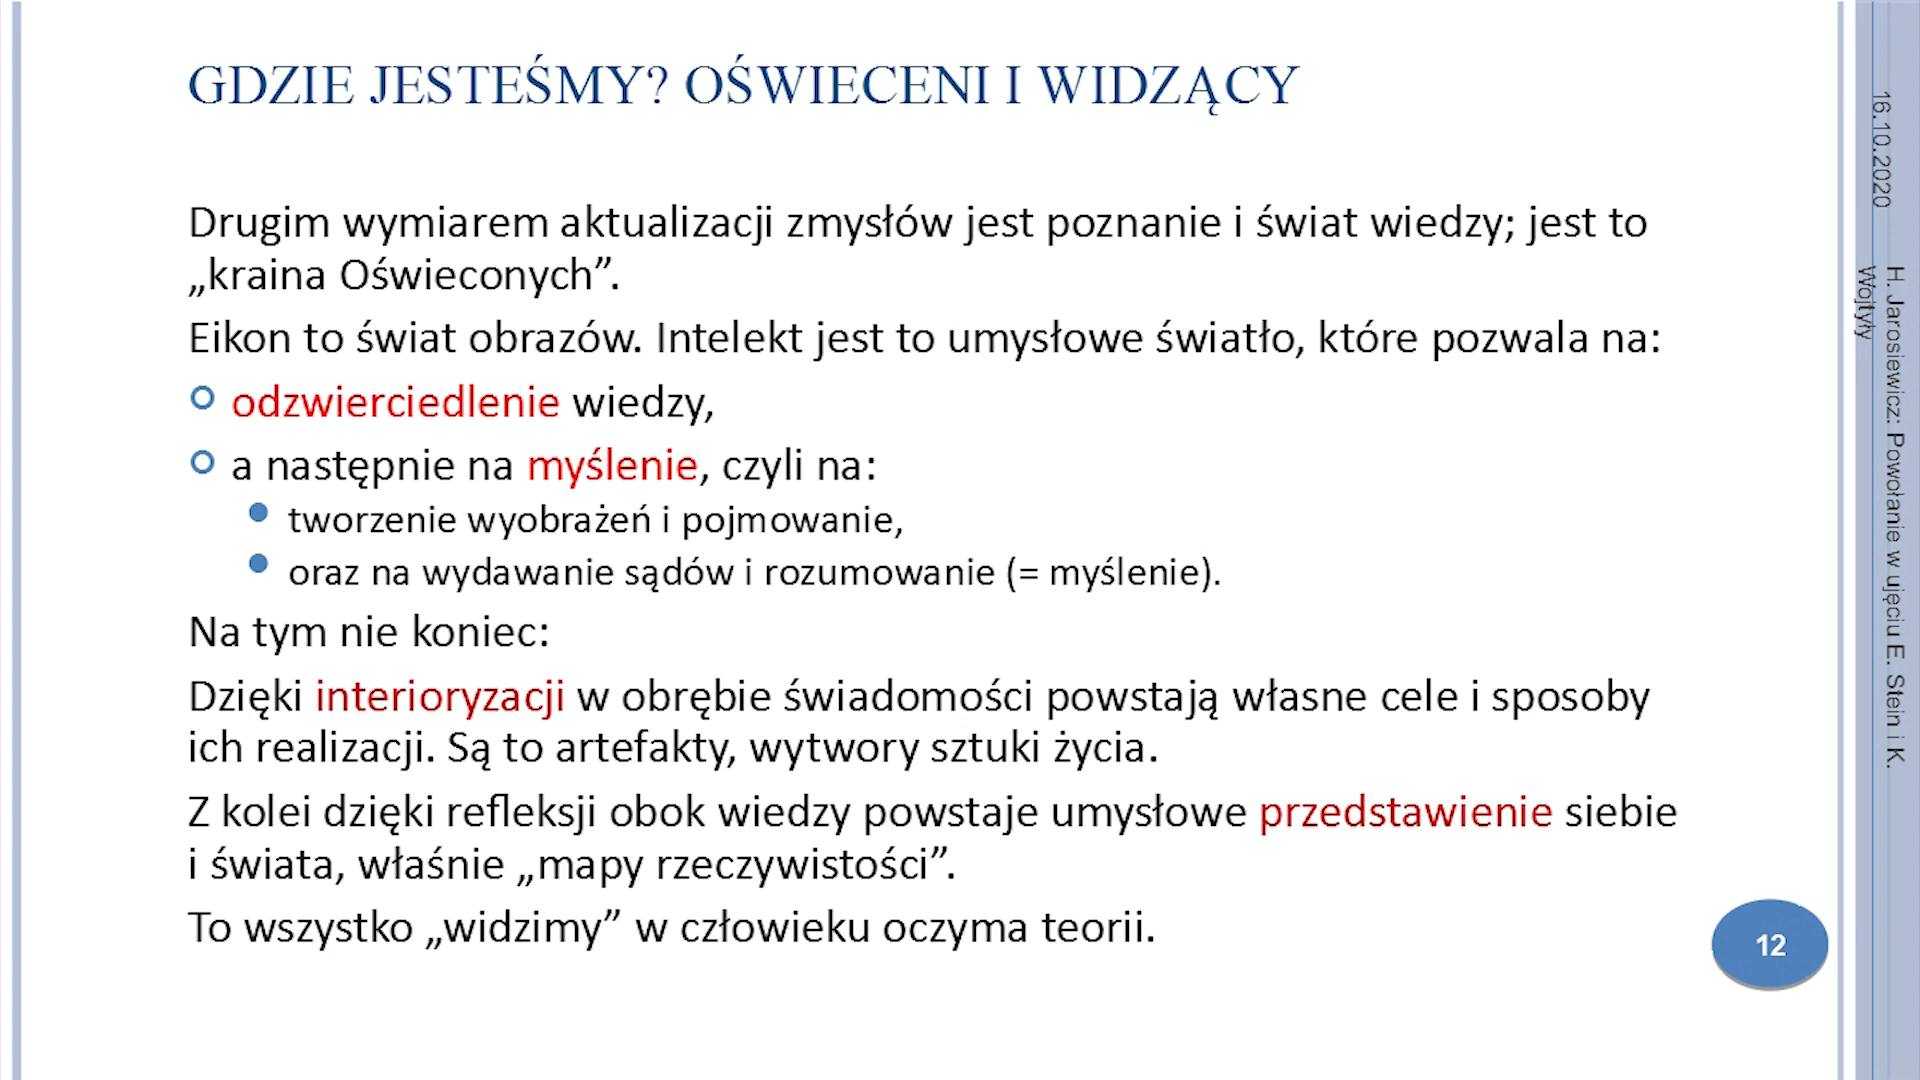 GDZIE JESTEŚMY? OŚWIECENI I WIDZĄCY
Drugim wymiarem aktualizacji zmysłów jest poznanie i świat wiedzy; jest to
„kraina Oświeconych”.
Eikon to świat obrazów. Intelekt jest to umysłowe światło, które pozwala na:
odzwierciedlenie wiedzy,
a następnie na myślenie, czyli na:
tworzenie wyobrażeń i pojmowanie,
oraz na wydawanie sądów i rozumowanie (= myślenie).
Na tym nie koniec:
Dzięki interioryzacji w obrębie świadomości powstają własne cele i sposoby
ich realizacji. Są to artefakty, wytwory sztuki życia.
Z kolei dzięki refleksji obok wiedzy powstaje umysłowe przedstawienie siebie
i świata, właśnie „mapy rzeczywistości”.
To wszystko „widzimy” w człowieku oczyma teorii.
12
16.10.2020
H. Jarosiewicz: Powołanie w ujęciu E. Stein i K.
Wojtyły